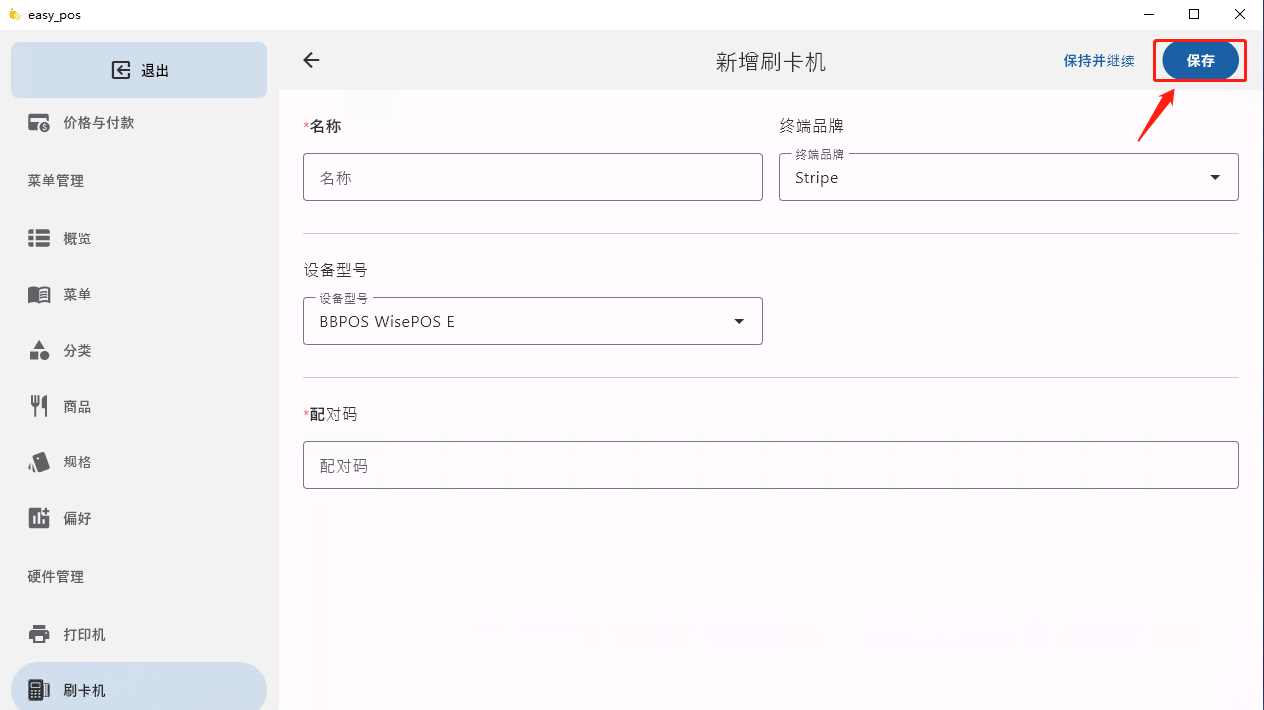 easy_pos
退出
价格与付款
菜单管理
概览
菜单
分类
商品
规格
偏好
硬件管理
打印机
刷卡机
新增刷卡机
保持并继续
保存
*名称
名称
终端品牌
终端品牌
Stripe
设备型号
设备型号
BBPOS WisePOS E
*配对码
配对码